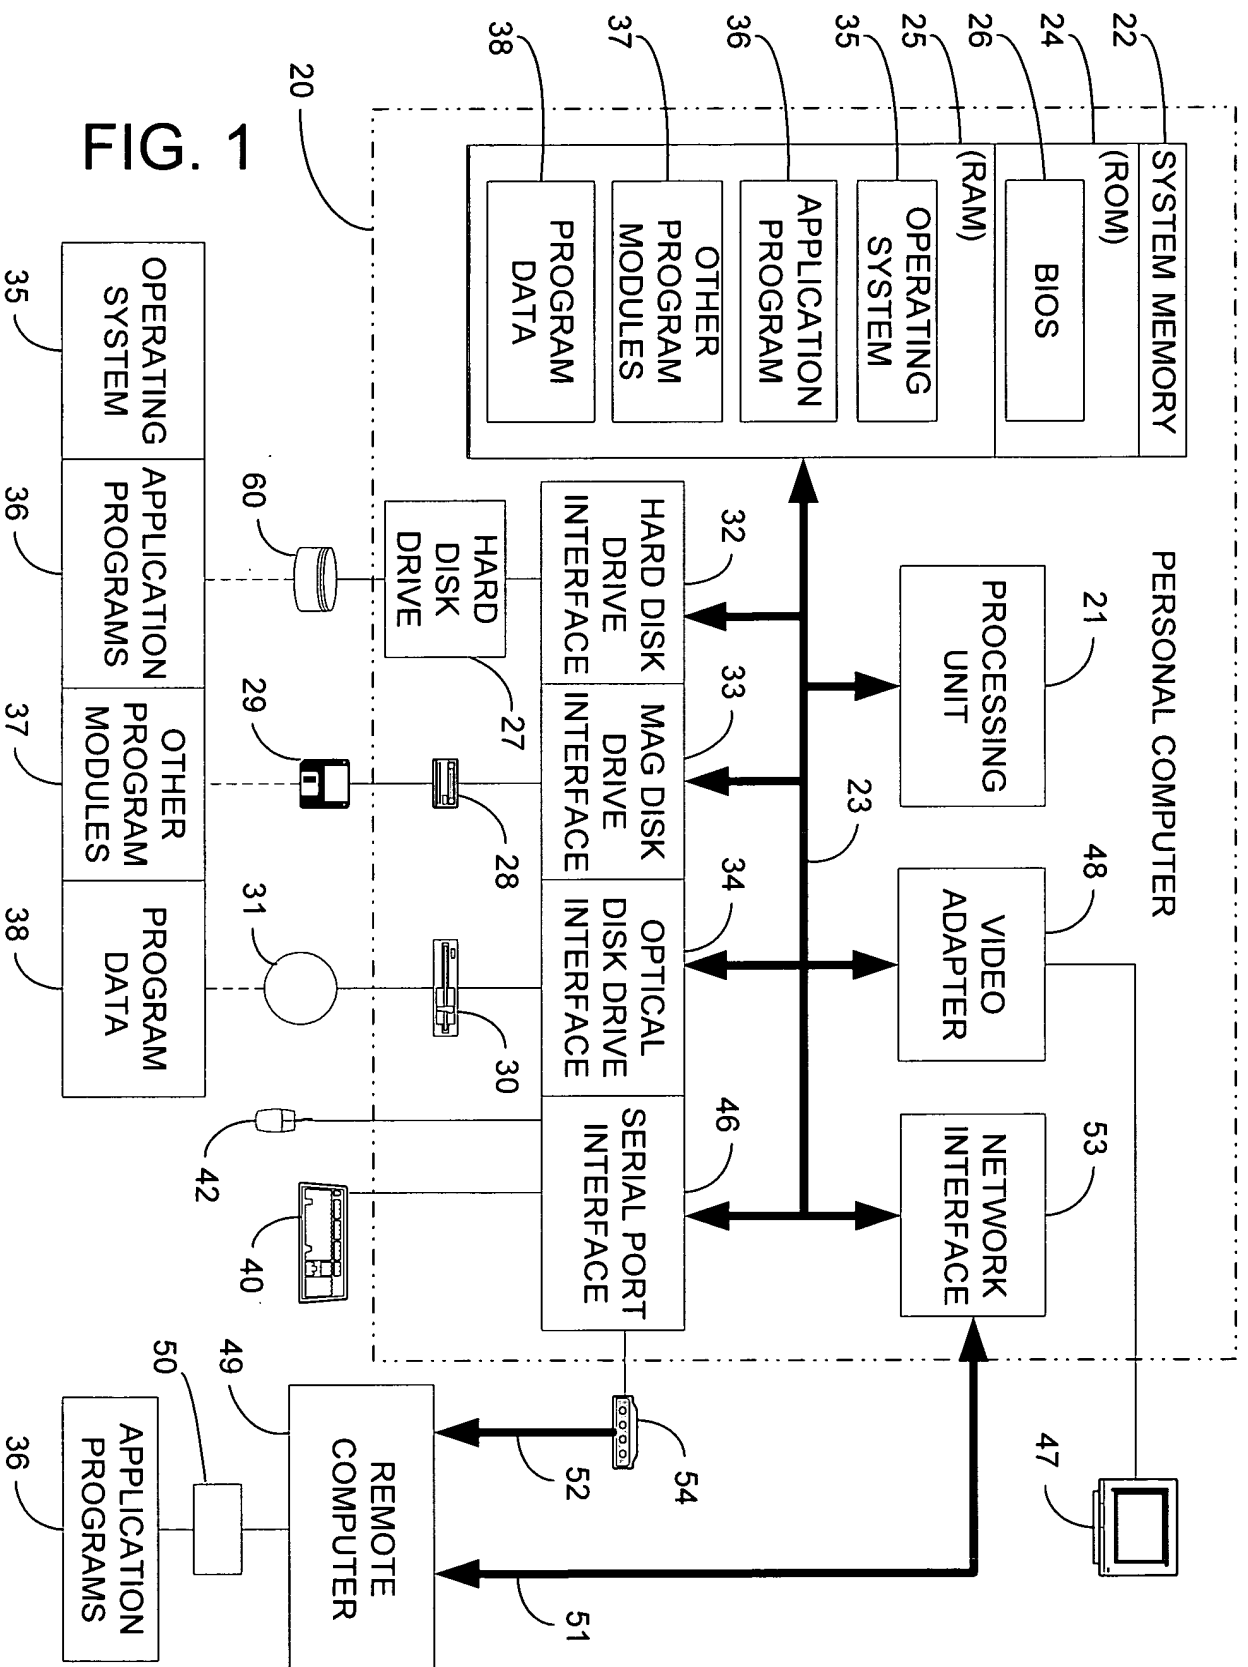 22
24
26
25
35
36
37
38
20
SYSTEM MEMORY
(ROM)
BIOS
(RAM)
OPERATING
SYSTEM
APPLICATION
PROGRAM
OTHER
PROGRAM
MODULES
PROGRAM
DATA
PERSONAL COMPUTER
21
PROCESSING
UNIT
48
VIDEO
ADAPTER
53
NETWORK
INTERFACE
47
23
32
HARD DISK
DRIVE
INTERFACE
33
MAG DISK
DRIVE
INTERFACE
34
OPTICAL
DISK DRIVE
INTERFACE
46
SERIAL PORT
INTERFACE
HARD
DISK
DRIVE
27
28
30
60
29
31
42
40
54
52
51
49
REMOTE
COMPUTER
50
OPERATING
SYSTEM
35
APPLICATION
PROGRAMS
36
OTHER
PROGRAM
MODULES
37
PROGRAM
DATA
38
APPLICATION
PROGRAMS
36
FIG. 1